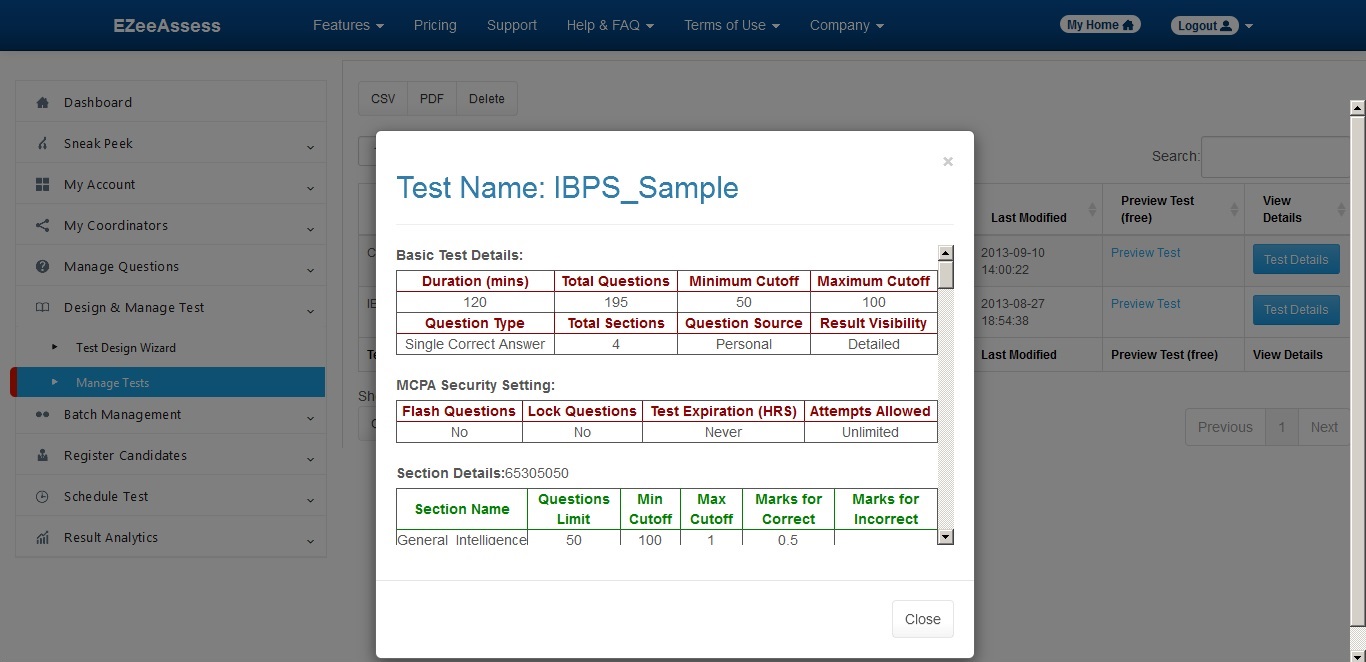 EZeeAssess Features Pricing Support Help & FAQ Terms of Use Company My Home Logout
Dashboard
Sneak Peek
My Account
My Coordinators
Manage Questions
Design & Manage Test
Test Design Wizard
Manage Tests
Batch Management
Register Candidates
Schedule Test
Result Analytics
CSV PDF Delete
Search:
Last Modified Preview Test (free) View Details
2013-09-10 14:00:22 Preview Test Test Details
2013-08-27 18:54:38 Preview Test Test Details
Last Modified Preview Test (free) View Details
Previous 1 Next
×
Test Name: IBPS_Sample
Basic Test Details:
Duration (mins) Total Questions Minimum Cutoff Maximum Cutoff
120 195 50 100
Question Type Total Sections Question Source Result Visibility
Single Correct Answer 4 Personal Detailed
MCPA Security Setting:
Flash Questions Lock Questions Test Expiration (HRS) Attempts Allowed
No No Never Unlimited
Section Details:65305050
Section Name Questions Limit Min Cutoff Max Cutoff Marks for Correct Marks for Incorrect
General Intelligence 50 100 1 0.5
Close